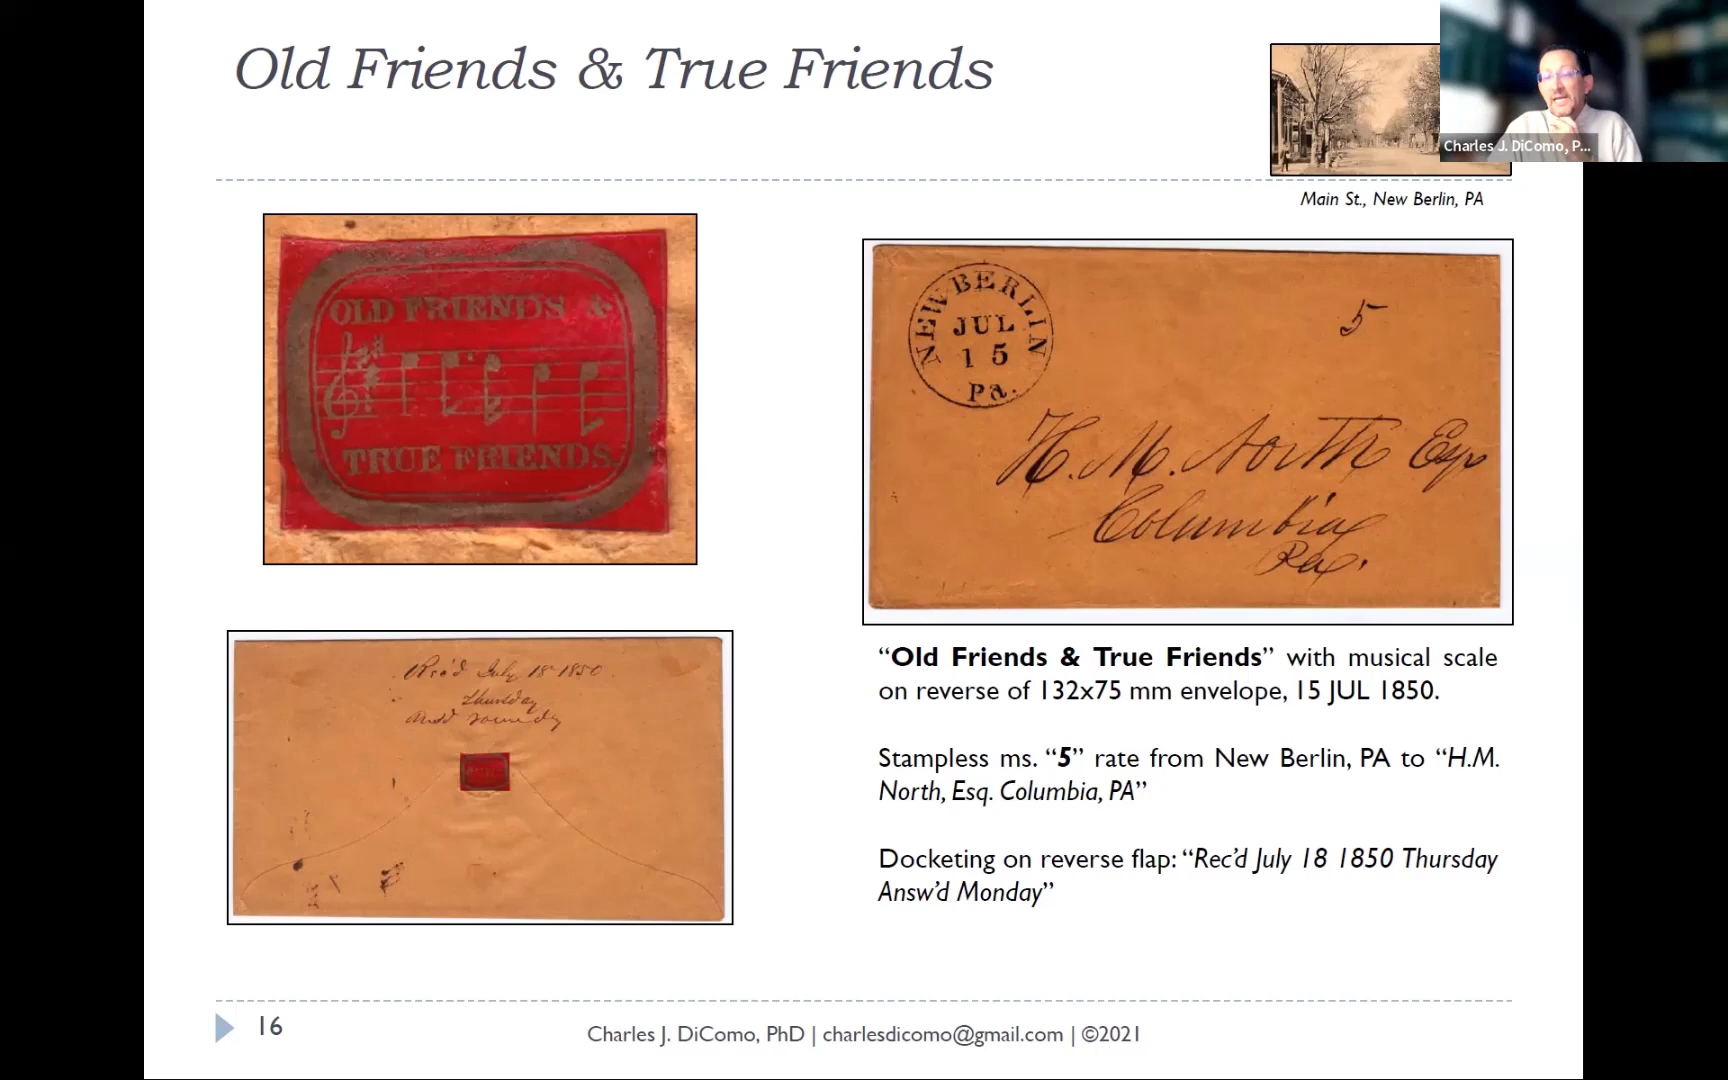 Old Friends & True Friends
Charles J. DiComo, P...
Main St., New Berlin, PA
OLD FRIENDS &
TRUE FRIENDS.
NEW BERLIN
JUL
15
Pa.
5
H. M. North Esq
Columbia
Pa.
Rec'd July 18 1850
Thursday
“Old Friends & True Friends” with musical scale
on reverse of 132x75 mm envelope, 15 JUL 1850.
Stampless ms. “5” rate from New Berlin, PA to “H.M.
North, Esq. Columbia, PA”
Docketing on reverse flap: “Rec’d July 18 1850 Thursday
Answ’d Monday”
16
Charles J. DiComo, PhD | charlesdicomo@gmail.com | ©2021